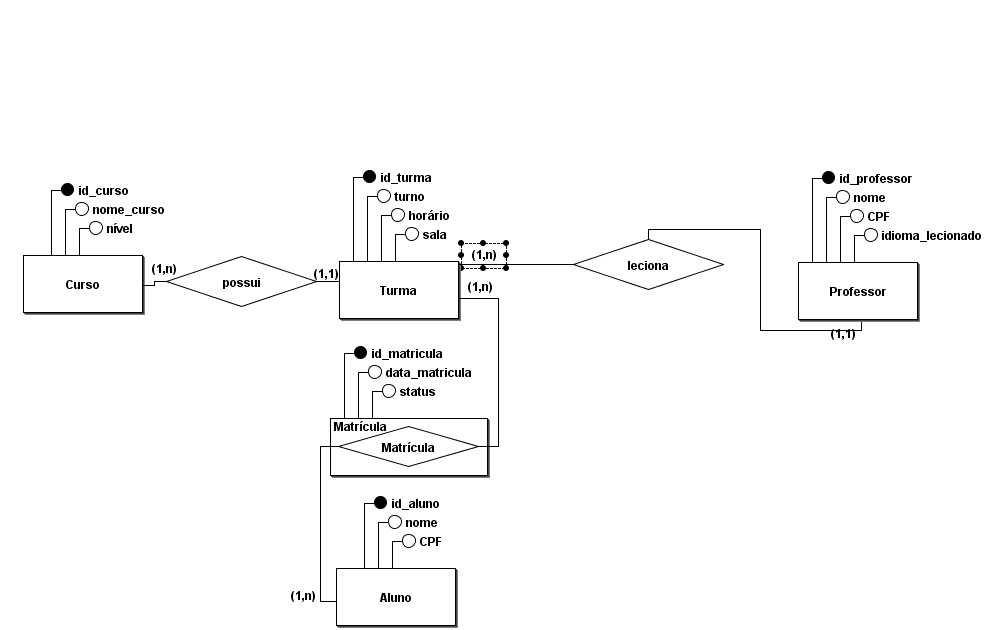 id_curso
nome_curso
nível
(1,n)
Curso
possui
(1,1)
id_turma
turno
horário
sala
Turma
(1,n)
leciona
id_professor
nome
CPF
idioma_lecionado
Professor
(1,1)
(1,n)
id_matricula
data_matricula
status
Matrícula
Matrícula
id_aluno
nome
CPF
(1,n)
Aluno